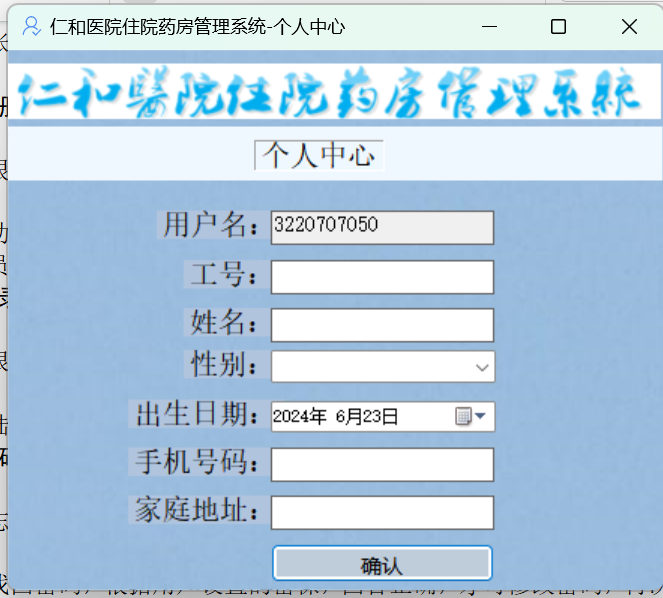 仁和医院住院药房管理系统-个人中心
仁和醫院住院药房管理系統
个人中心
用户名：3220707050
工号：
姓名：
性别：
出生日期：2024年 6月23日
手机号码：
家庭地址：
确认